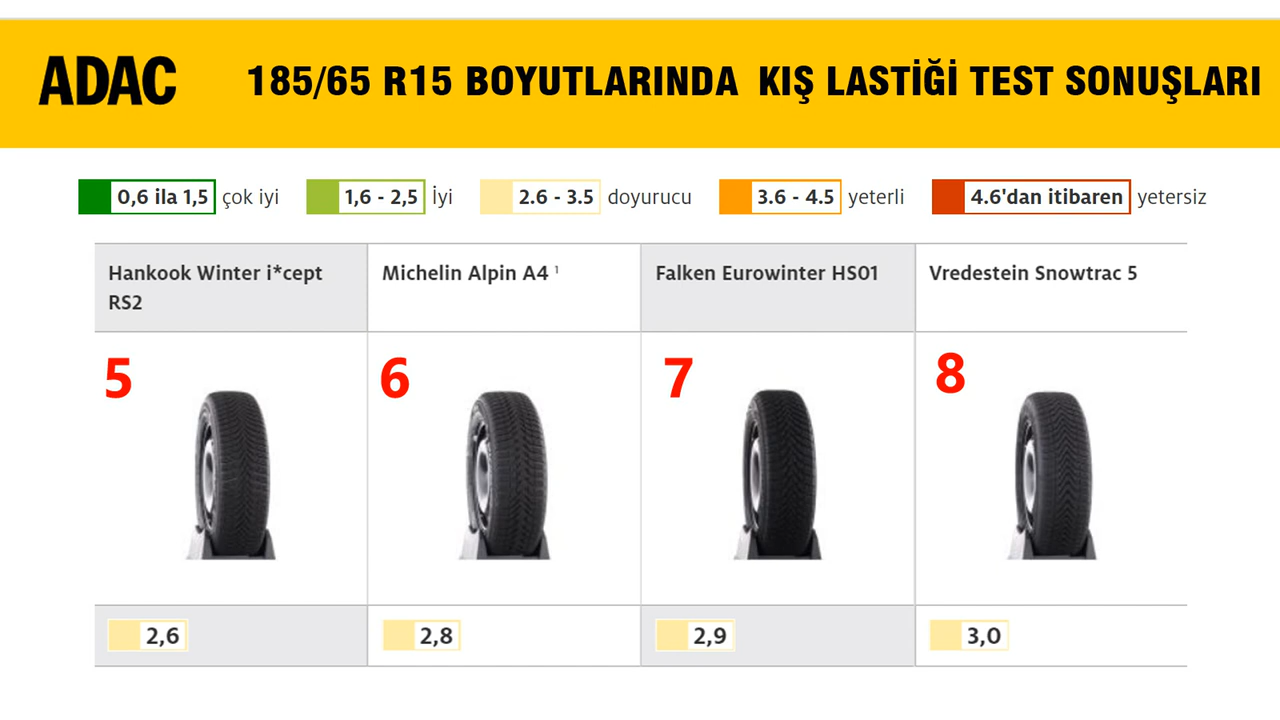 ADAC 185/65 R15 BOYUTLARINDA KIŞ LASTİĞİ TEST SONUŞLARI
0,6 ila 1,5 çok iyi 1,6 - 2,5 İyi 2.6 - 3.5 doyurucu 3.6 - 4.5 yeterli 4.6'dan itibaren yetersiz
Hankook Winter i*cept
RS2
Michelin Alpin A4 ¹
Falken Eurowinter HS01
Vredestein Snowtrac 5
5 6 7 8
2,6 2,8 2,9 3,0